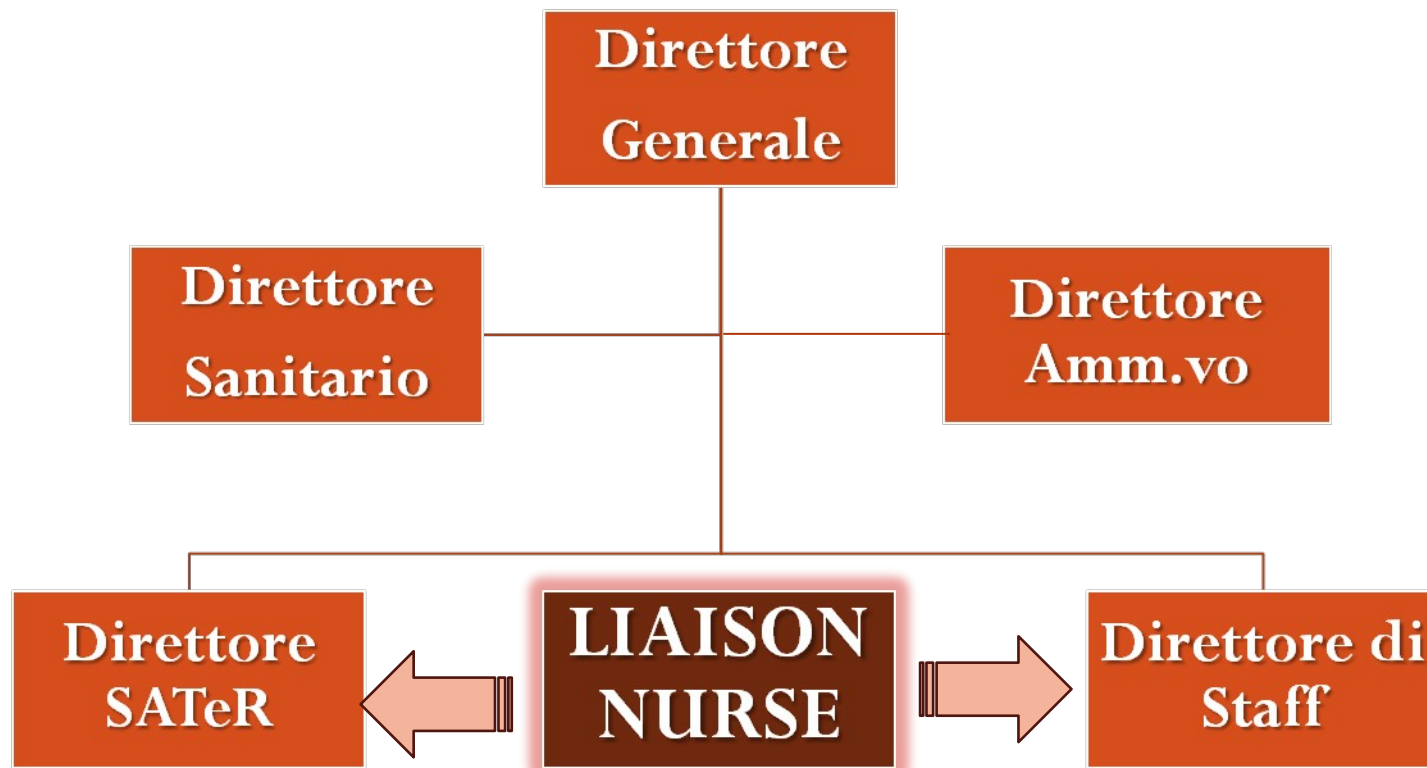 Direttore
Generale
Direttore
Sanitario
Direttore
Amm.vo
Direttore
SATeR
LIAISON
NURSE
Direttore di
Staff